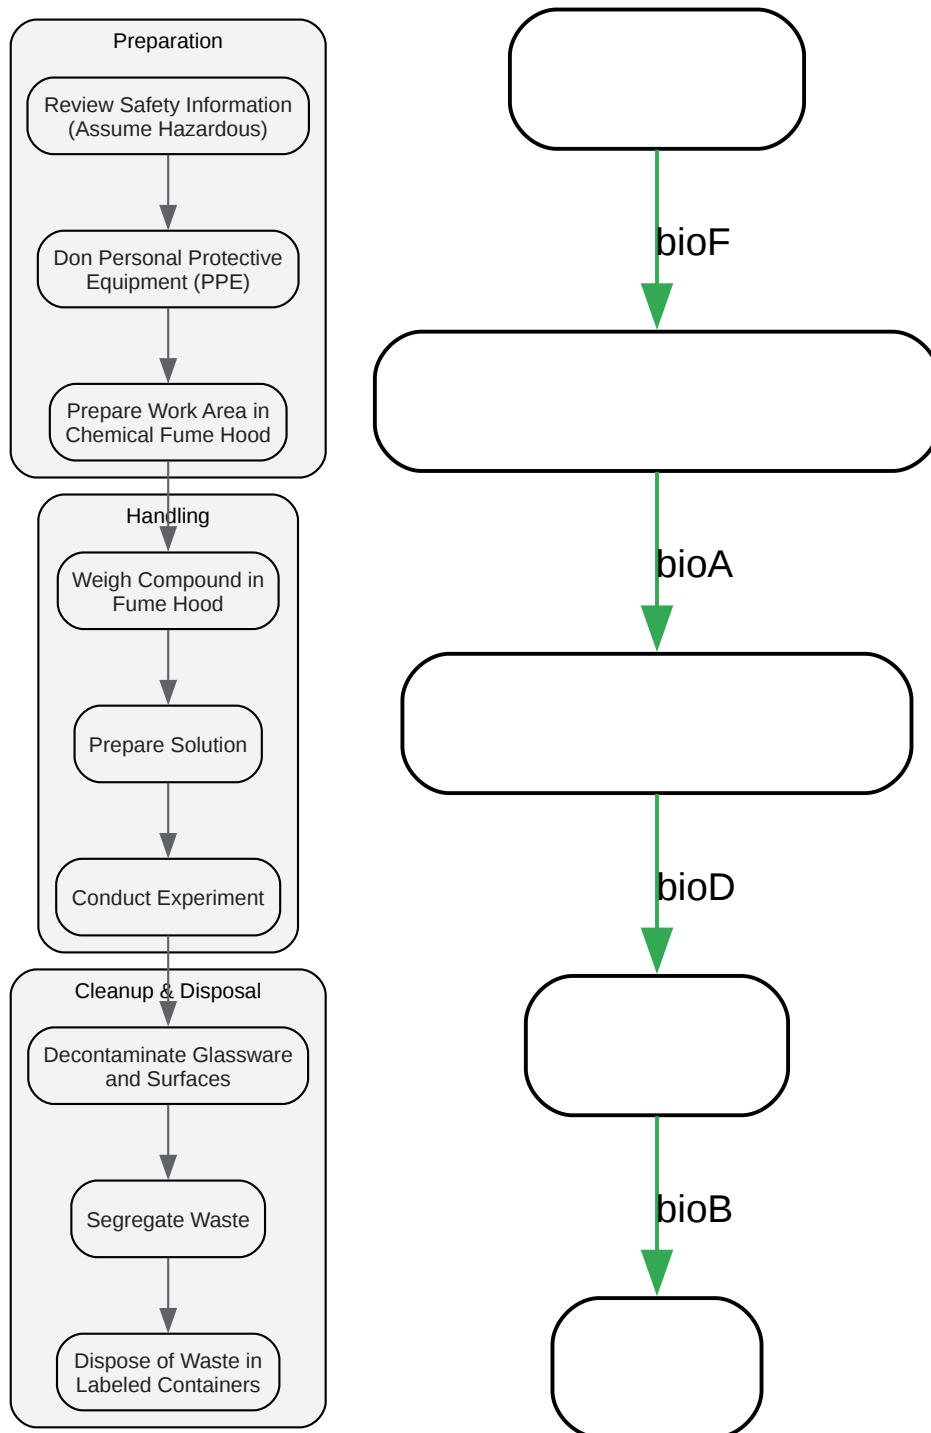 Preparation
Review Safety Information
(Assume Hazardous)
Don Personal Protective
Equipment (PPE)
Prepare Work Area in
Chemical Fume Hood
Handling
Weigh Compound in
Fume Hood
Prepare Solution
Conduct Experiment
Cleanup & Disposal
Decontaminate Glassware
and Surfaces
Segregate Waste
Dispose of Waste in
Labeled Containers
bioF
bioA
bioD
bioB